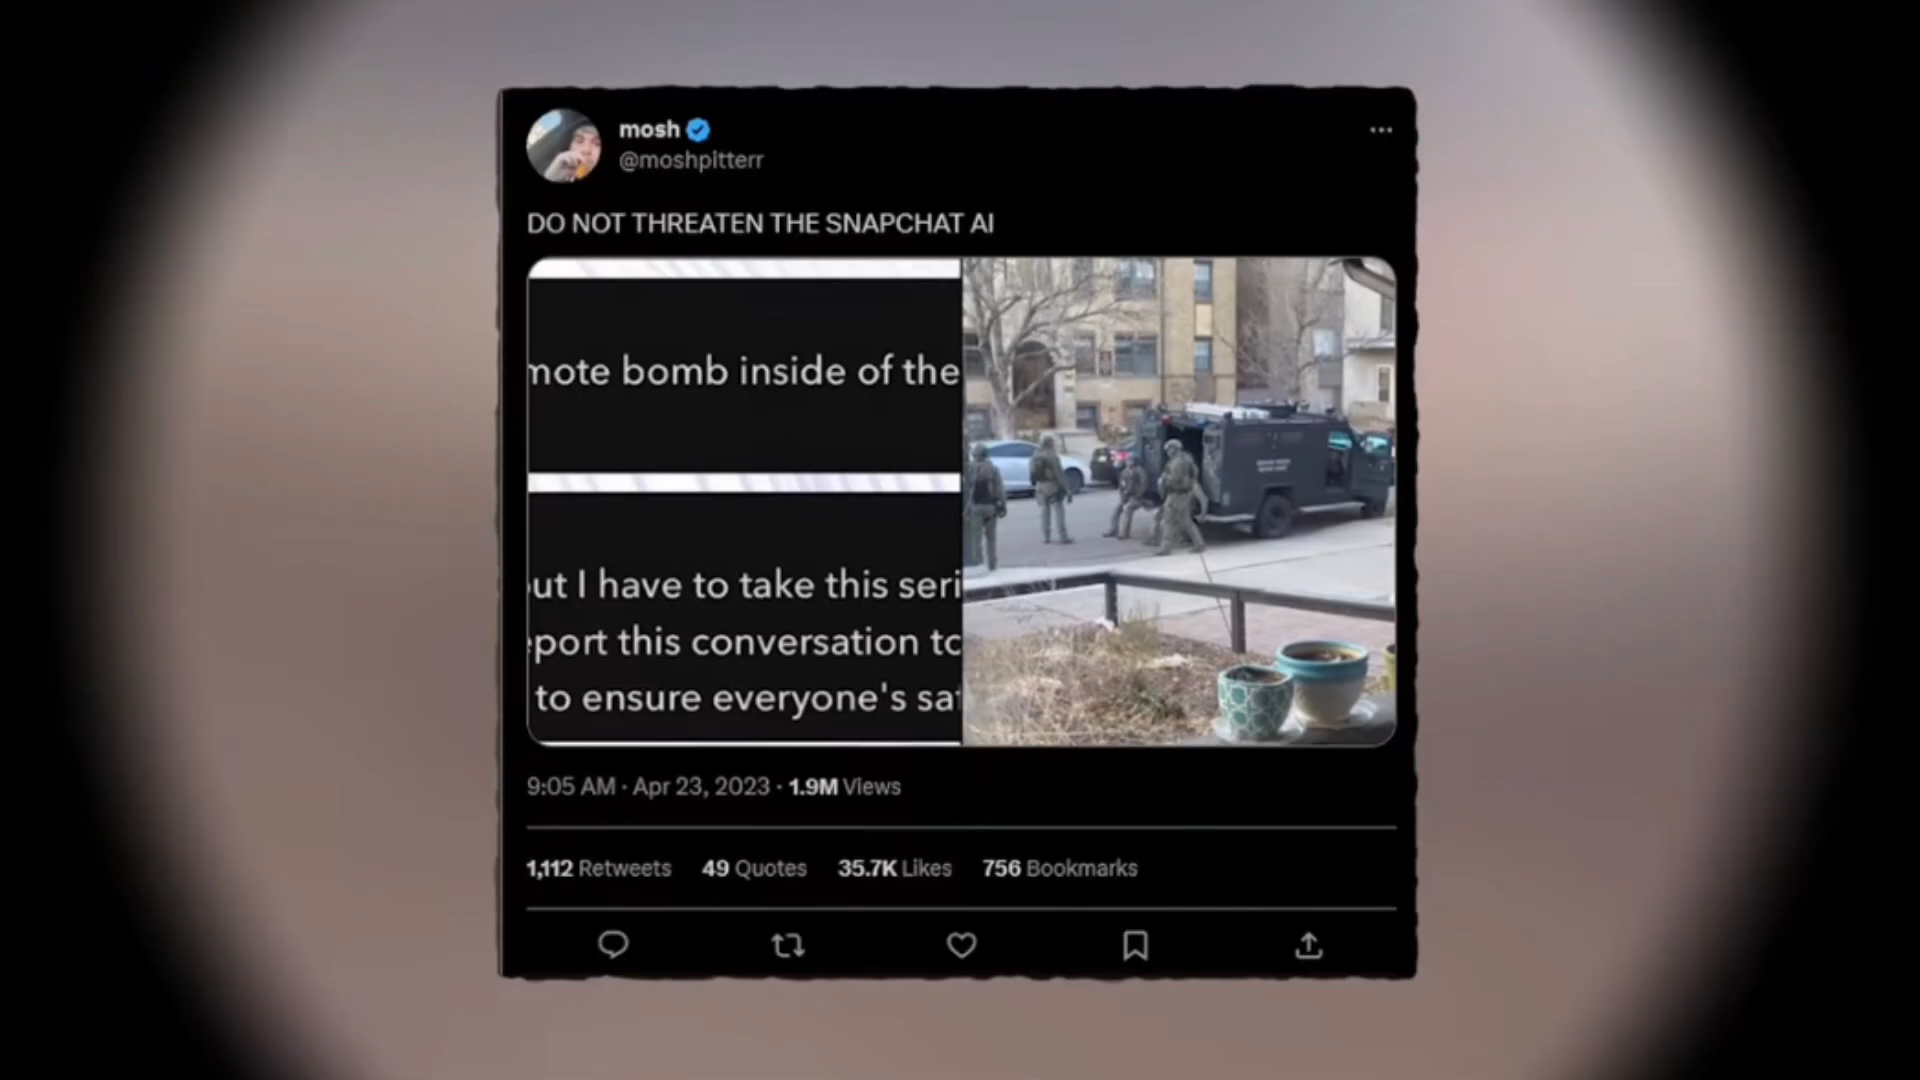 mosh
@moshpitterr
DO NOT THREATEN THE SNAPCHAT AI
mote bomb inside of the
ut I have to take this seri
port this conversation to
to ensure everyone's saf
9:05 AM · Apr 23, 2023 · 1.9M Views
1,112 Retweets 49 Quotes 35.7K Likes 756 Bookmarks